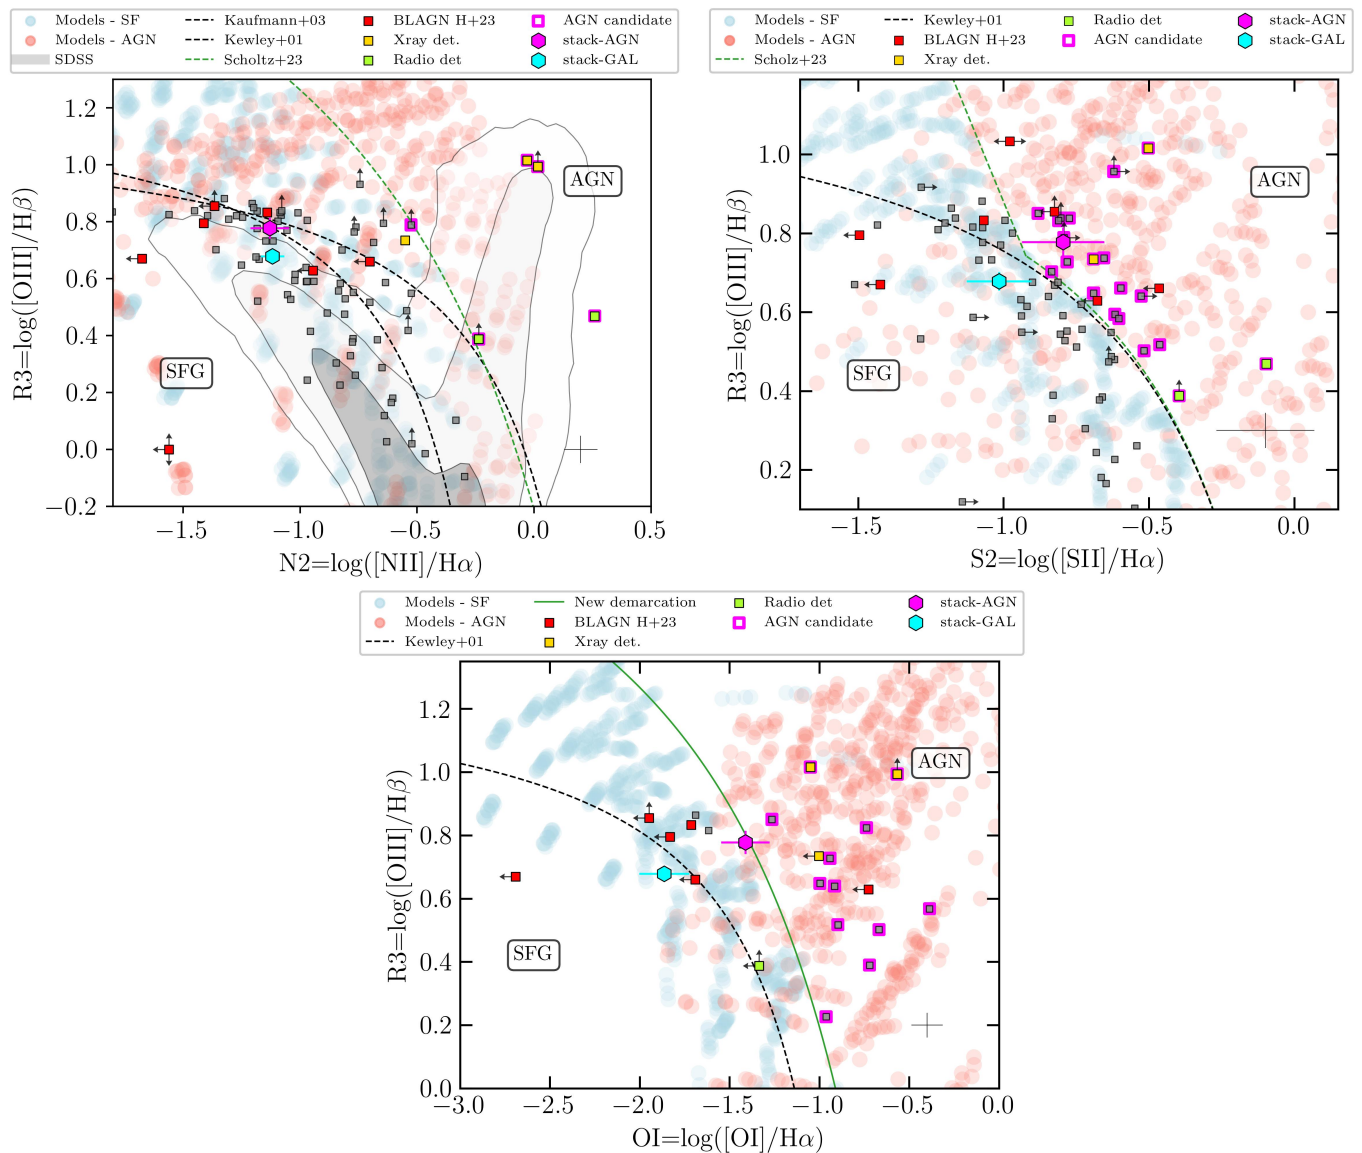 Models - SF
Models - AGN
SDSS
Kaufmann+03
Kewley+01
Scholtz+23
BLAGN H+23
Xray det.
Radio det
AGN candidate
stack-AGN
stack-GAL
R3=log([OIII]/Hβ)
1.2
1.0
0.8
0.6
0.4
0.2
0.0
−0.2
AGN
SFG
−1.5
−1.0
−0.5
0.0
0.5
N2=log([NII]/Hα)
Models - SF
Models - AGN
Scholz+23
Kewley+01
BLAGN H+23
Xray det.
Radio det
AGN candidate
stack-AGN
stack-GAL
R3=log([OIII]/Hβ)
1.0
0.8
0.6
0.4
0.2
AGN
SFG
−1.5
−1.0
−0.5
0.0
S2=log([SII]/Hα)
Models - SF
Models - AGN
Kewley+01
New demarcation
BLAGN H+23
Xray det.
Radio det
AGN candidate
stack-AGN
stack-GAL
R3=log([OIII]/Hβ)
1.2
1.0
0.8
0.6
0.4
0.2
0.0
AGN
SFG
−3.0
−2.5
−2.0
−1.5
−1.0
−0.5
0.0
OI=log([OI]/Hα)